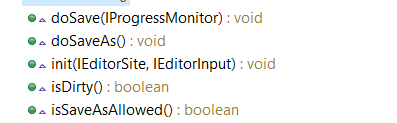 doSave(IProgressMonitor) : void
doSaveAs() : void
init(IEditorSite, IEditorInput) : void
isDirty() : boolean
isSaveAsAllowed() : boolean